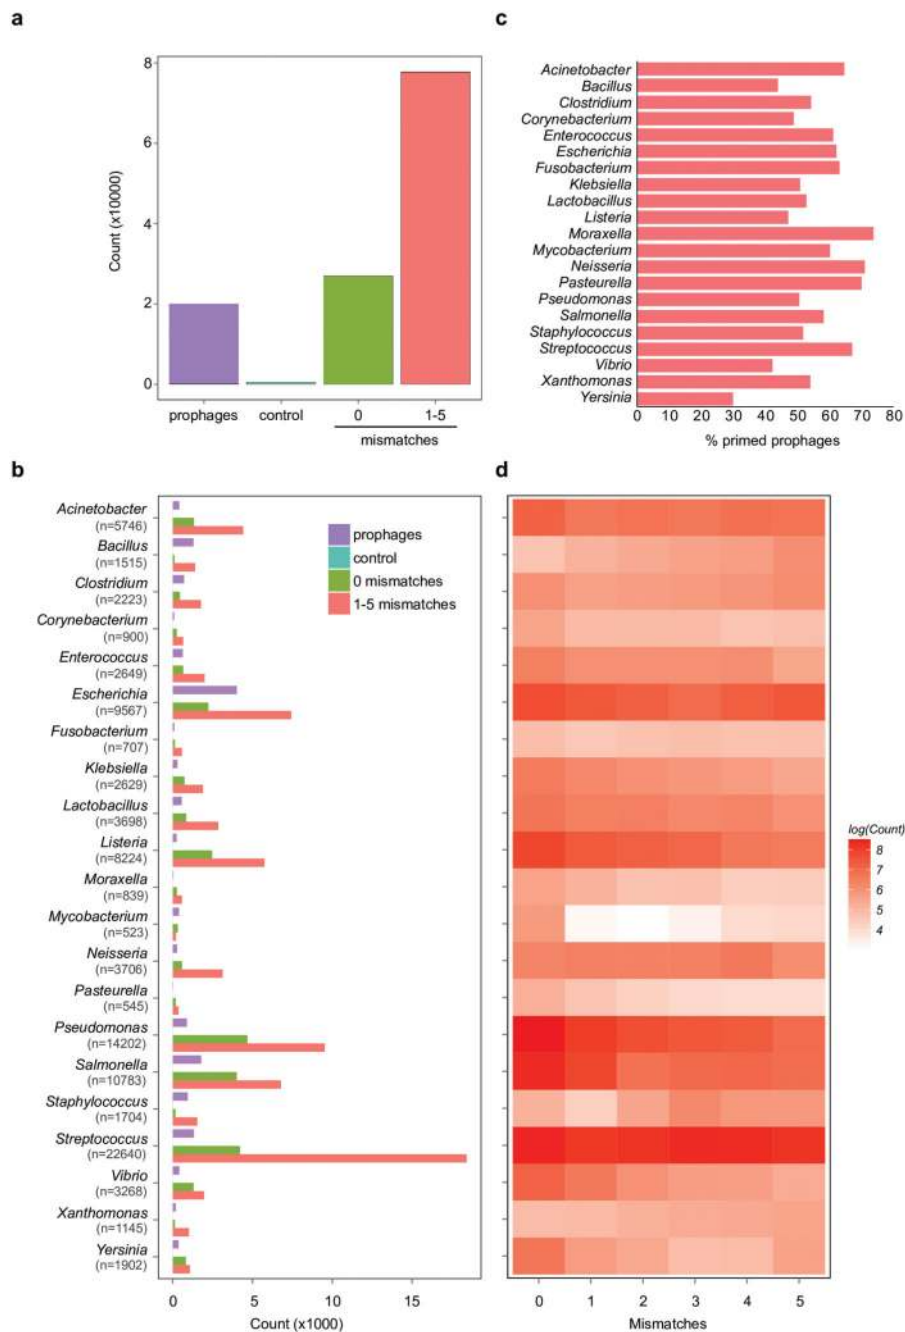 a
8
6
4
2
0
Count (x10000)
prophages
control
0
1-5
mismatches
c
Acinetobacter
Bacillus
Clostridium
Corynebacterium
Enterococcus
Escherichia
Fusobacterium
Klebsiella
Lactobacillus
Listeria
Moraxella
Mycobacterium
Neisseria
Pasteurella
Pseudomonas
Salmonella
Staphylococcus
Streptococcus
Vibrio
Xanthomonas
Yersinia
0 10 20 30 40 50 60 70 80
% primed prophages
b
Acinetobacter
(n=5746)
Bacillus
(n=1515)
Clostridium
(n=2223)
Corynebacterium
(n=900)
Enterococcus
(n=2649)
Escherichia
(n=9567)
Fusobacterium
(n=707)
Klebsiella
(n=2629)
Lactobacillus
(n=3698)
Listeria
(n=8224)
Moraxella
(n=839)
Mycobacterium
(n=523)
Neisseria
(n=3706)
Pasteurella
(n=545)
Pseudomonas
(n=14202)
Salmonella
(n=10783)
Staphylococcus
(n=1704)
Streptococcus
(n=22640)
Vibrio
(n=3268)
Xanthomonas
(n=1145)
Yersinia
(n=1902)
prophages
control
0 mismatches
1-5 mismatches
0 5 10 15
Count (x1000)
d
log(Count)
8
7
6
5
4
0 1 2 3 4 5
Mismatches